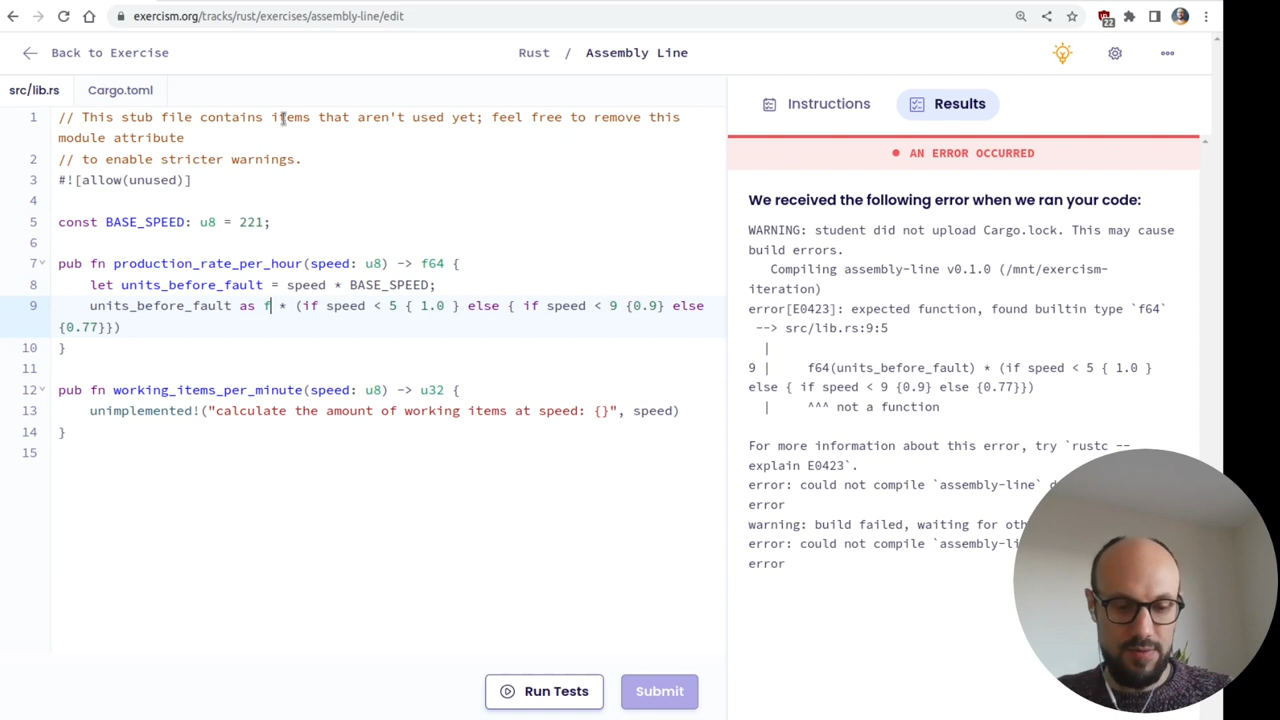 exercism.org/tracks/rust/exercises/assembly-line/edit
22
Back to Exercise
Rust / Assembly Line
src/lib.rs
Cargo.toml
Instructions
Results
1 // This stub file contains items that aren't used yet; feel free to remove this
module attribute
2 // to enable stricter warnings.
3 #![allow(unused)]
4
5 const BASE_SPEED: u8 = 221;
6
7 pub fn production_rate_per_hour(speed: u8) -> f64 {
8 let units_before_fault = speed * BASE_SPEED;
9 units_before_fault as f * (if speed < 5 { 1.0 } else { if speed < 9 {0.9} else
{0.77}})
10 }
11
12 pub fn working_items_per_minute(speed: u8) -> u32 {
13 unimplemented!("calculate the amount of working items at speed: {}", speed)
14 }
15
AN ERROR OCCURRED
We received the following error when we ran your code:
WARNING: student did not upload Cargo.lock. This may cause
build errors.
Compiling assembly-line v0.1.0 (/mnt/exercism-
iteration)
error[E0423]: expected function, found builtin type `f64`
--> src/lib.rs:9:5
|
9 | f64(units_before_fault) * (if speed < 5 { 1.0 }
else { if speed < 9 {0.9} else {0.77}})
| ^^^ not a function
For more information about this error, try `rustc --
explain E0423`.
error: could not compile `assembly-line`
error
warning: build failed, waiting for
error: could not compile
error
Run Tests
Submit